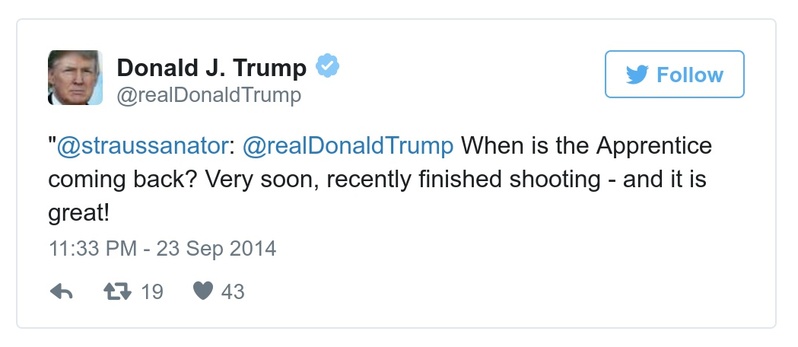 Donald J. Trump
@realDonaldTrump
Follow
"@straussanator: @realDonaldTrump When is the Apprentice
coming back? Very soon, recently finished shooting - and it is
great!
11:33 PM - 23 Sep 2014
19 43